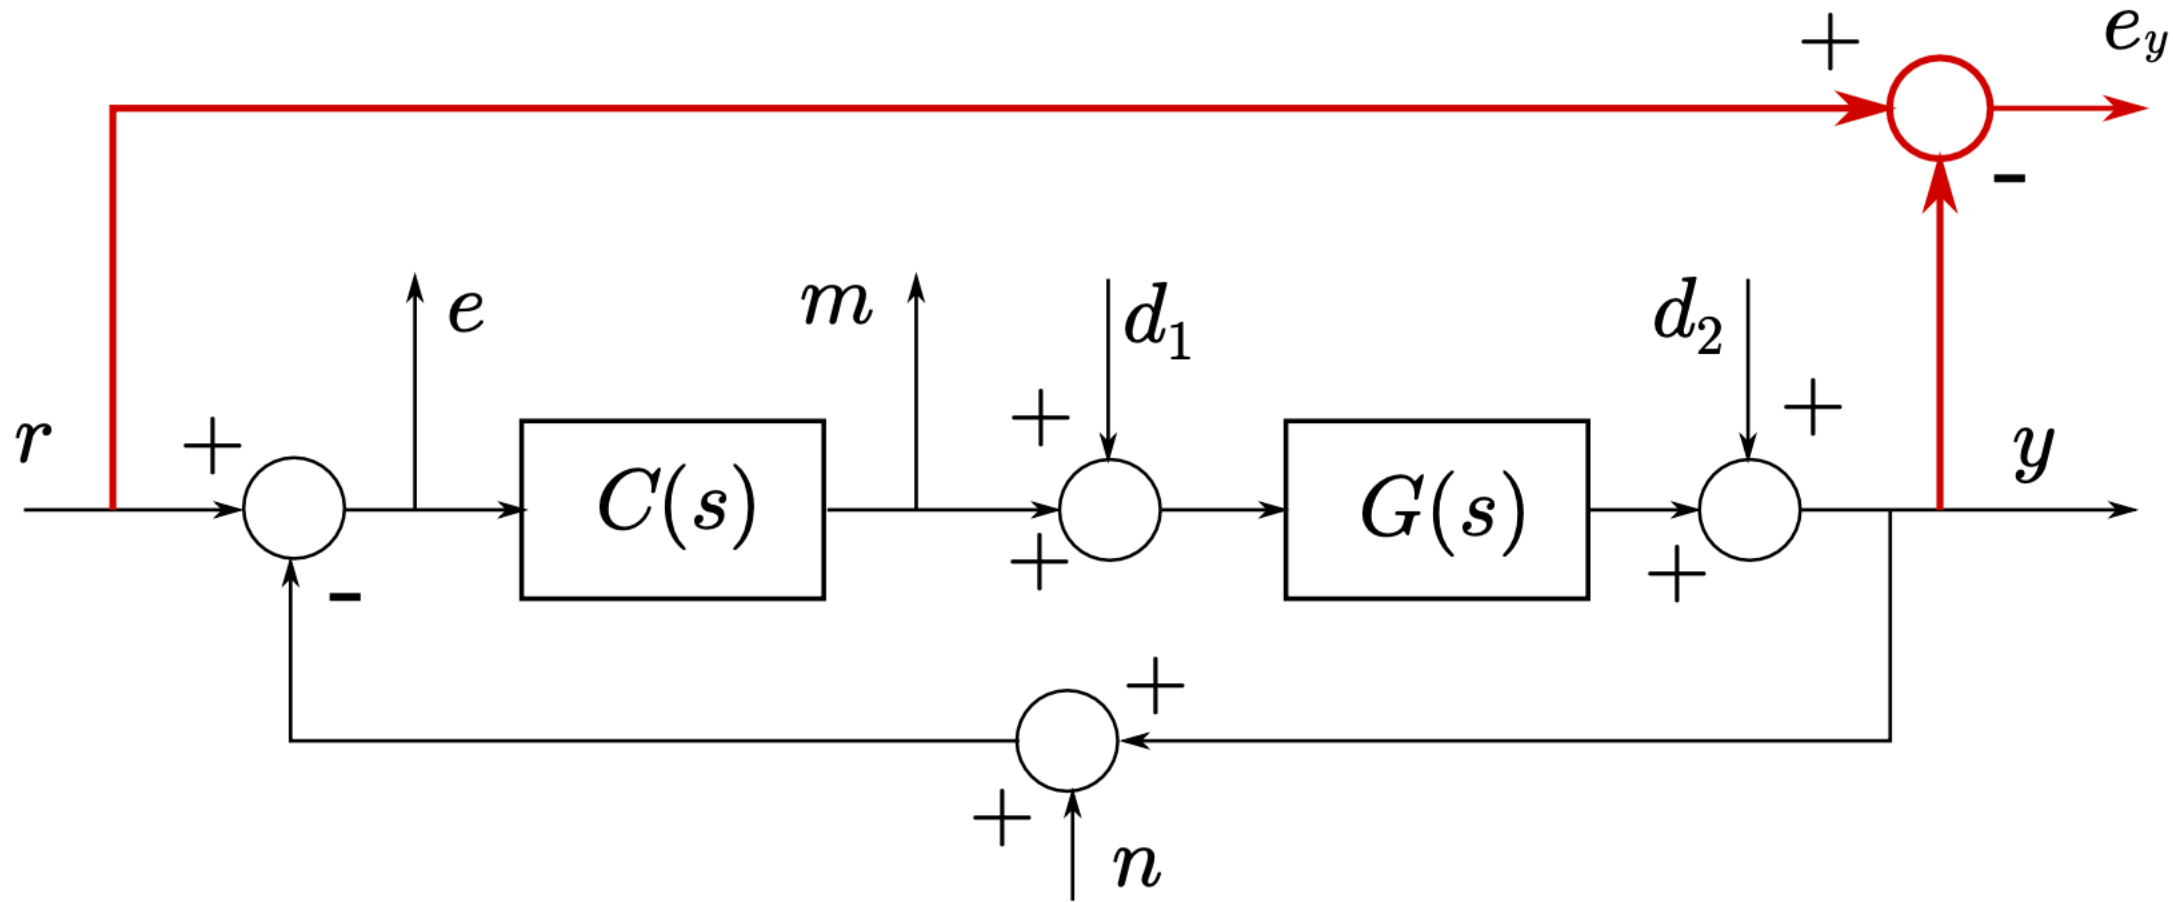 +
e_y
-
e
m
d_1
d_2
r
+
+
+
y
C(s)
G(s)
-
+
+
+
+
n